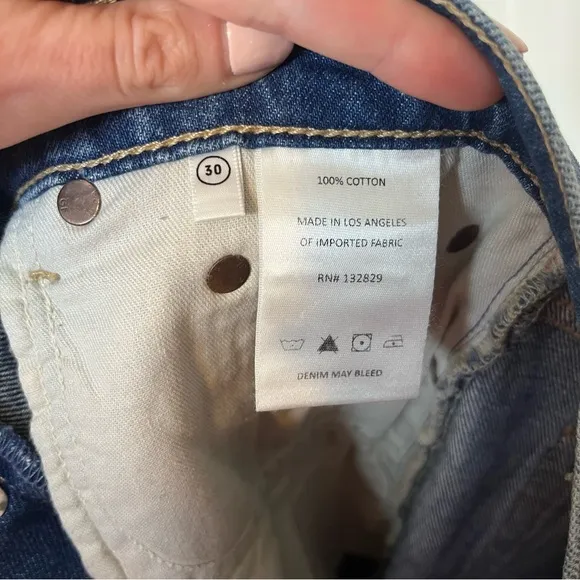 30
100% COTTON
MADE IN LOS ANGELES
OF IMPORTED FABRIC
RN# 132829
DENIM MAY BLEED